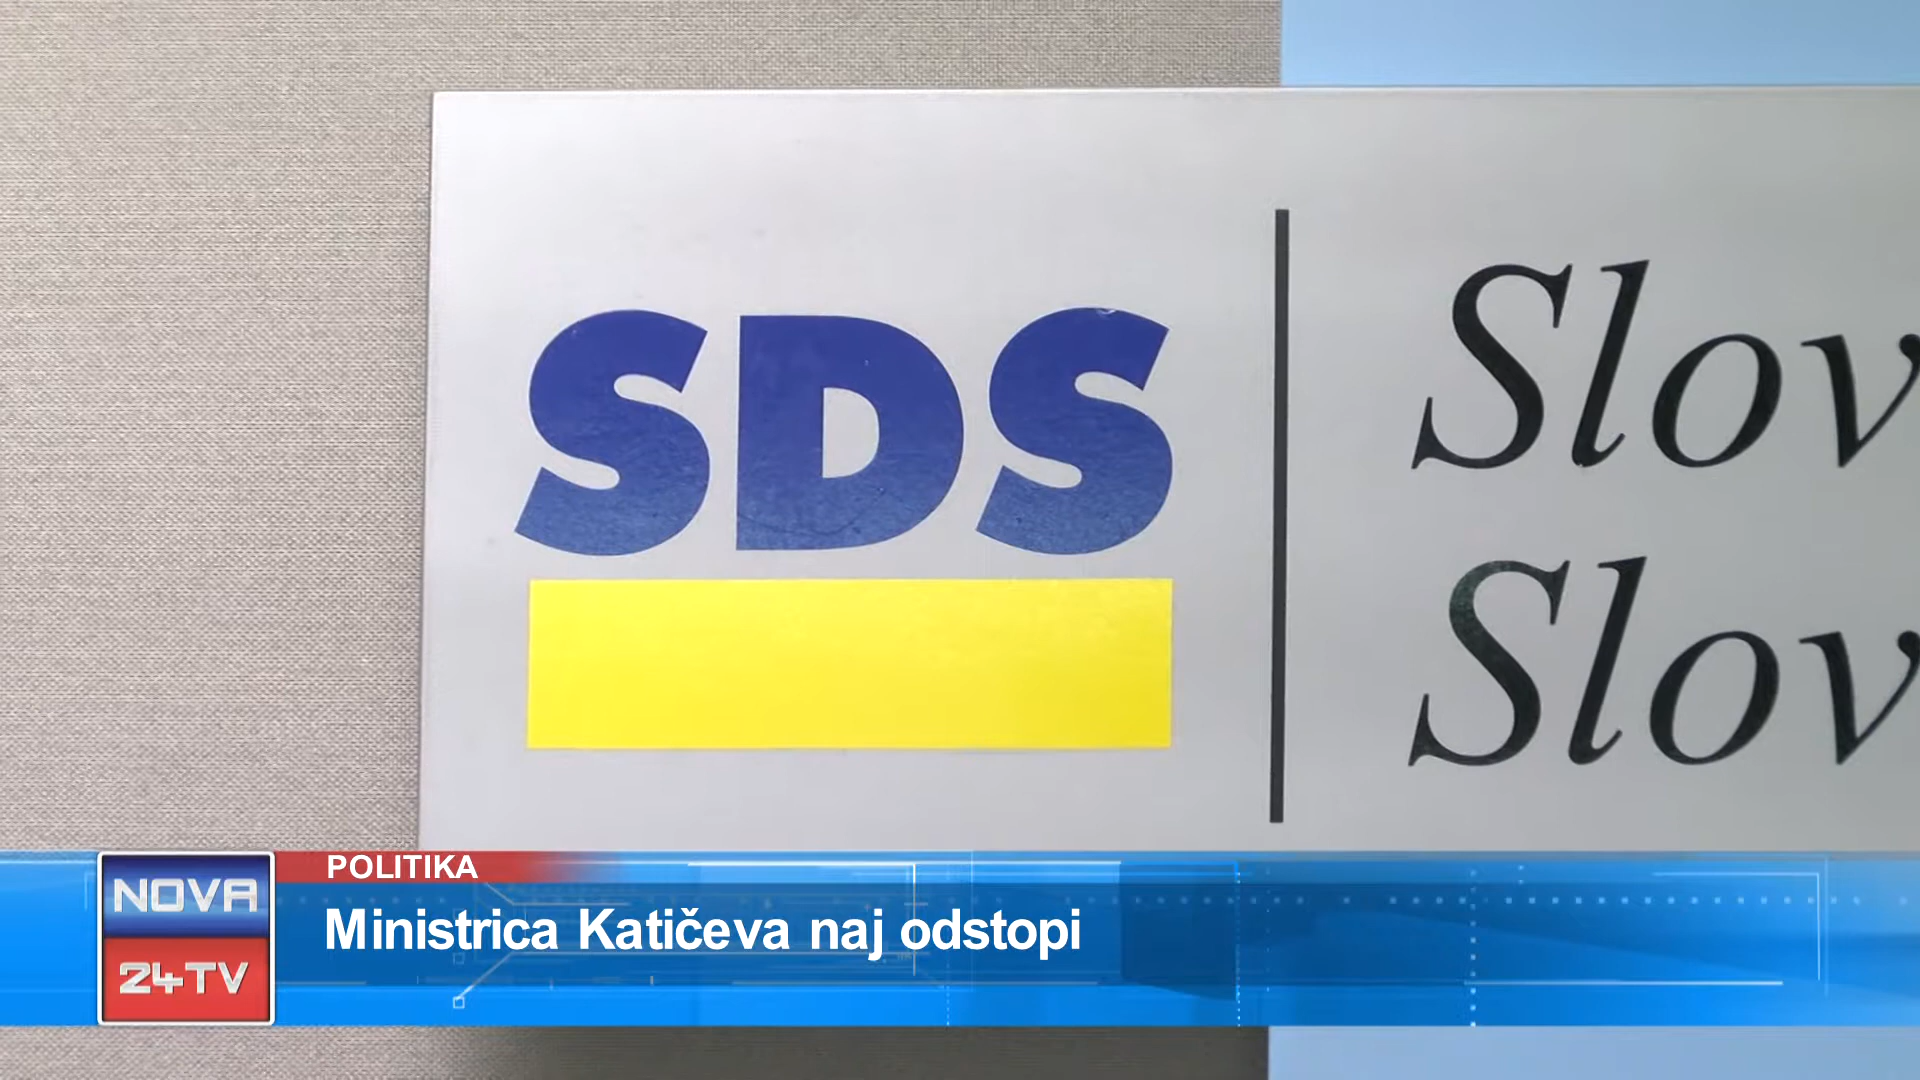 SDS
Slov
Slov
POLITIKA
Ministrica Katičeva naj odstopi
NOVA
24TV